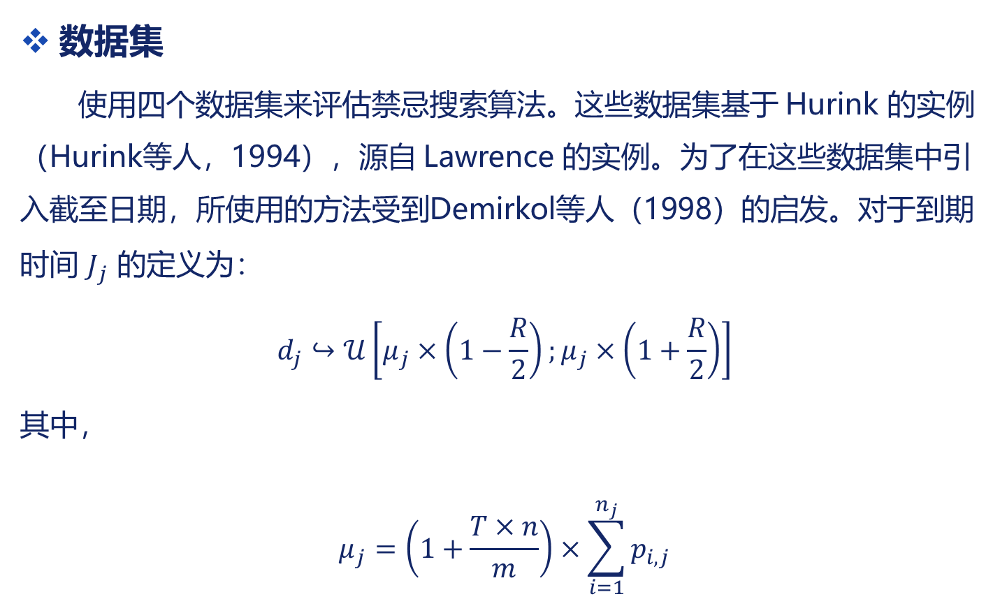 ❖ 数据集
使用四个数据集来评估禁忌搜索算法。这些数据集基于 Hurink 的实例
（Hurink等人，1994），源自 Lawrence 的实例。为了在这些数据集中引
入截至日期，所使用的方法受到Demirkol等人（1998）的启发。对于到期
时间 $J_j$ 的定义为：
$d_j \hookrightarrow \mathcal{U} \left[ \mu_j \times \left( 1 - \frac{R}{2} \right) ; \mu_j \times \left( 1 + \frac{R}{2} \right) \right]$
其中，
$\mu_j = \left( 1 + \frac{T \times n}{m} \right) \times \sum_{i=1}^{n_j} p_{i,j}$